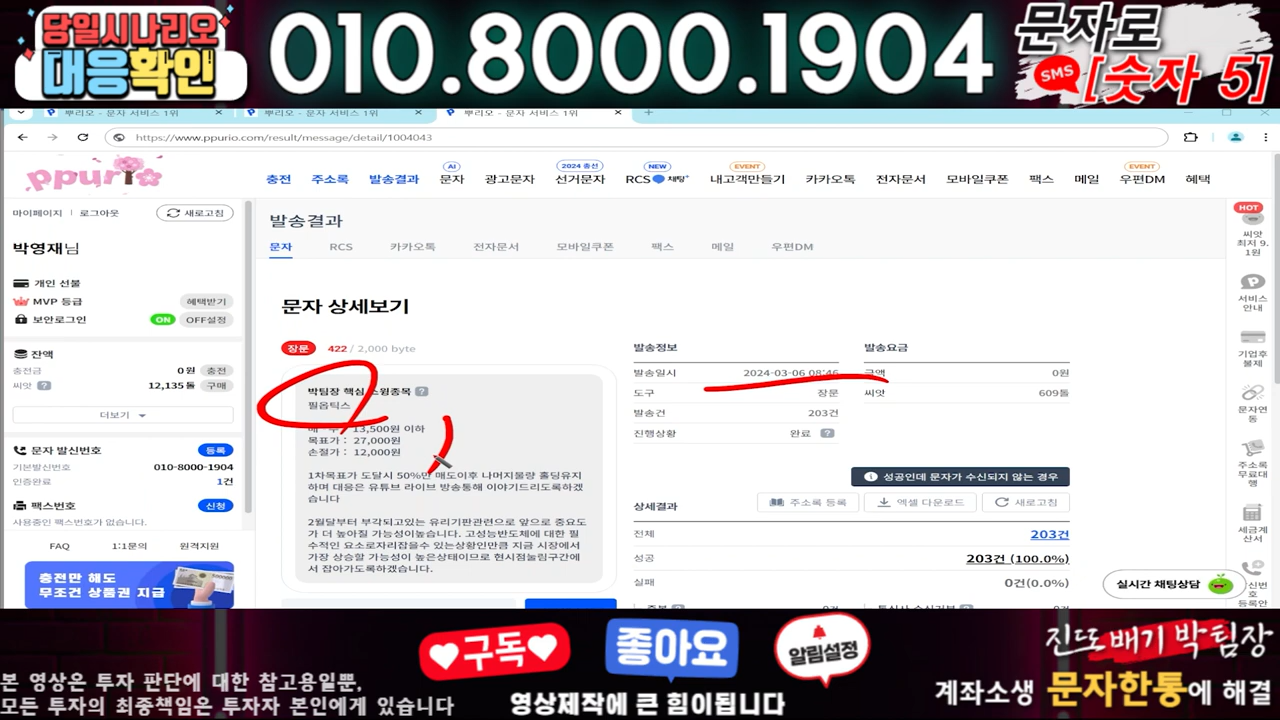 당일시나리오
대응확인
010.8000.1904
문자로
SMS
[숫자 5]
뿌리오 - 문자 서비스 1위
뿌리오 - 문자 서비스 1위
뿌리오 - 문자 서비스 1위
https://www.ppurio.com/result/message/detail/1004043
ppurio
충전
주소록
발송결과
AI
문자
광고문자
2024 총선
선거문자
NEW
RCS 채팅+
EVENT
내고객만들기
카카오톡
전자문서
모바일쿠폰
팩스
메일
EVENT
우편DM
혜택
마이페이지 | 로그아웃
새로고침
박영재님
개인 선불
MVP 등급
혜택받기
보안로그인
ON
OFF설정
잔액
충전금
0원
충전
씨앗 ?
12,135톨
구매
더보기
문자 발신번호
등록
기본발신번호
010-8000-1904
인증완료
1건
팩스번호
신청
사용중인 팩스번호가 없습니다.
FAQ
1:1문의
원격지원
충전만 해도
무조건 상품권 지급
발송결과
문자
RCS
카카오톡
전자문서
모바일쿠폰
팩스
메일
우편DM
문자 상세보기
장문
422 / 2,000 byte
박팀장 핵심 스윙종목 ?
필옵틱스
13,500원 이하
목표가 : 27,000원
손절가 : 12,000원
1차목표가 도달시 50%만 매도이후 나머지물량 홀딩유지
하며 대응은 유튜브 라이브 방송통해 이야기드리도록하겠
습니다
2월달부터 부각되고있는 유리기판관련으로 앞으로 중요도
가 더 높아질 가능성이높습니다. 고성능반도체에 대한 필
수적인 요소로자리잡을수 있는상황인만큼 지금 시장에서
가장 상승할 가능성이 높은상태이므로 현시점눌림구간에
서 잡아가도록하겠습니다.
발송정보
발송일시
2024-03-06 08:46
도구
장문
발송건
203건
진행상황
완료 ?
발송요금
금액
0원
씨앗
609톨
성공인데 문자가 수신되지 않는 경우
상세결과
주소록 등록
엑셀 다운로드
새로고침
전체
203건
성공
203건 (100.0%)
실패
0건(0.0%)
실시간 채팅상담
HOT
씨앗
최저 9.
1원
서비스
안내
기업후
불제
문자연
동
주소록
무료대
행
세금계
산서
발신번
호
등록안
본 영상은 투자 판단에 대한 참고용일뿐,
모든 투자의 최종책임은 투자자 본인에게 있습니다
구독
좋아요
알림설정
영상제작에 큰 힘이됩니다
진또배기 박팀장
계좌소생 문자한통에 해결